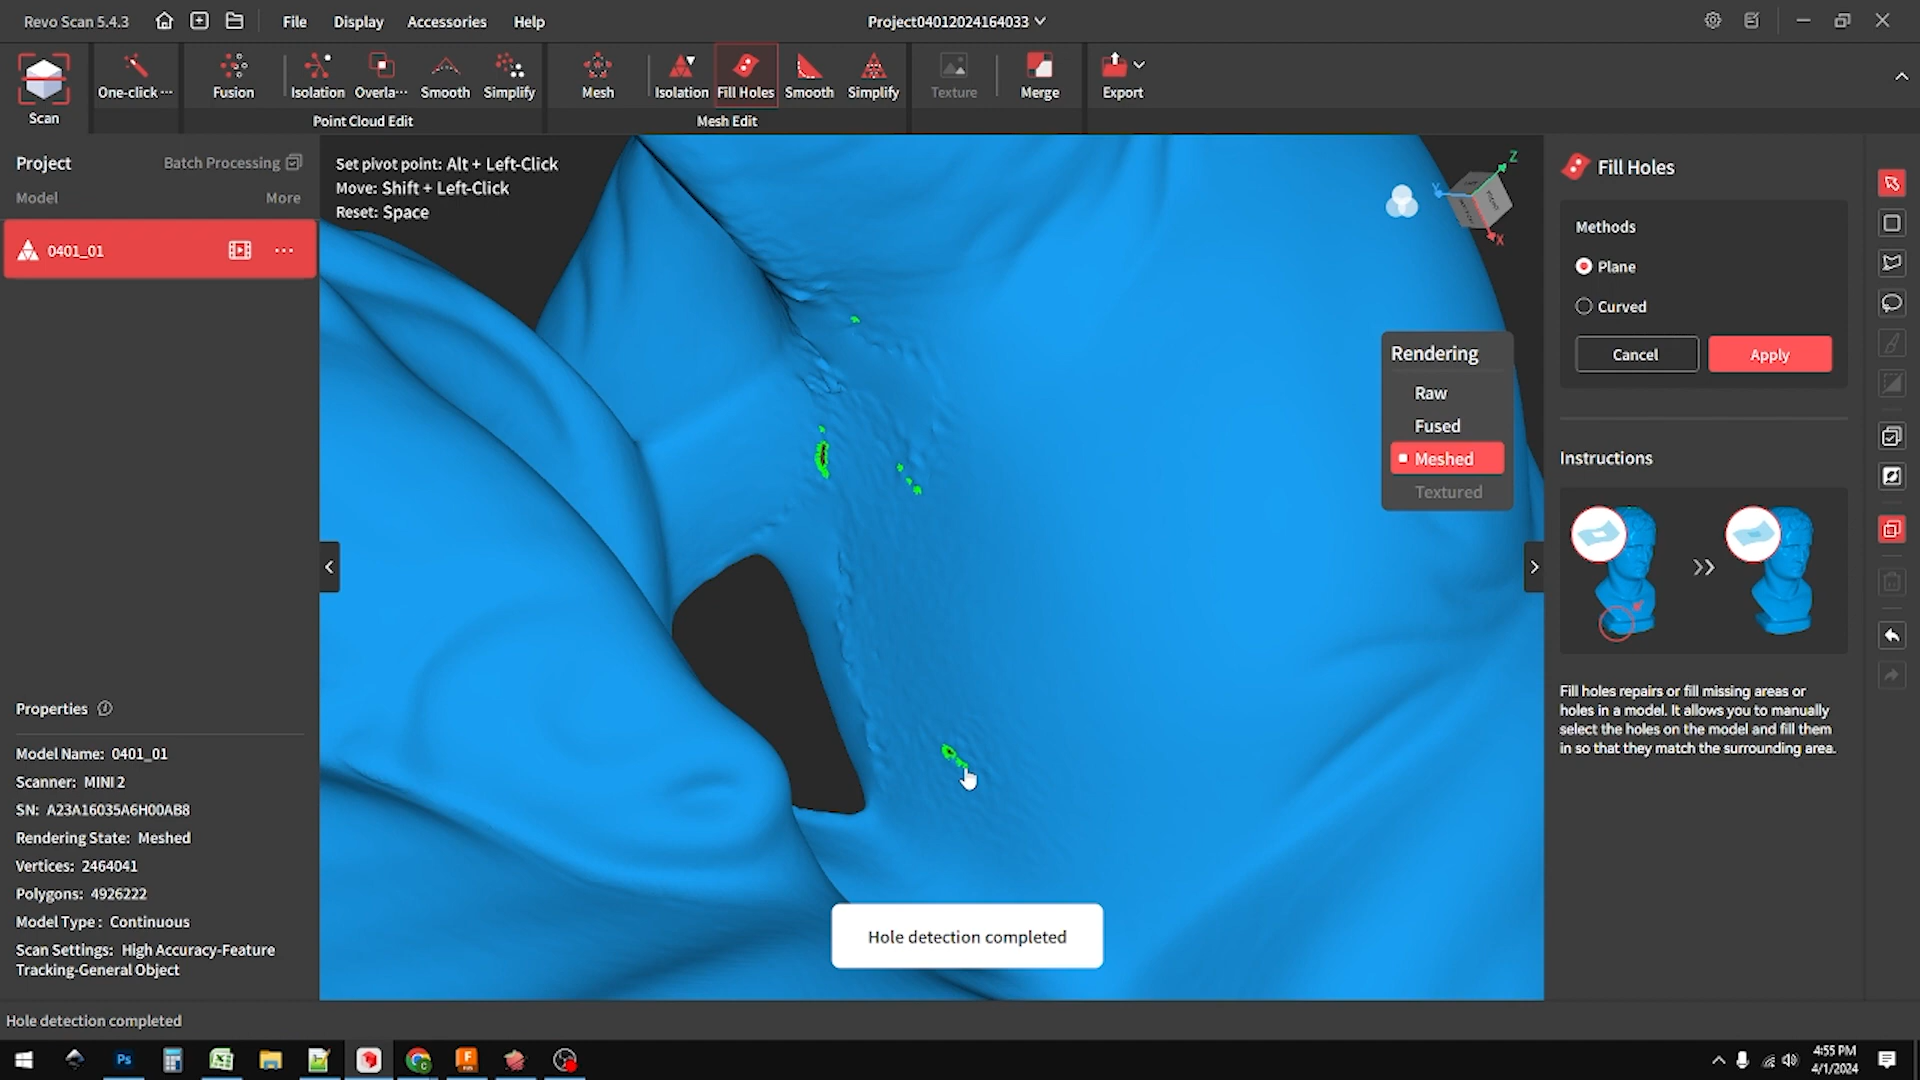 Revo Scan 5.4.3
File
Display
Accessories
Help
Project04012024164033
Scan
One-click ···
Fusion
Isolation
Overla···
Smooth
Simplify
Point Cloud Edit
Mesh
Isolation
Fill Holes
Smooth
Simplify
Mesh Edit
Texture
Merge
Export
Project
Batch Processing
Model
More
0401_01
Set pivot point: Alt + Left-Click
Move: Shift + Left-Click
Reset: Space
Z
Y
X
Rendering
Raw
Fused
Meshed
Textured
Fill Holes
Methods
Plane
Curved
Cancel
Apply
Instructions
Fill holes repairs or fill missing areas or
holes in a model. It allows you to manually
select the holes on the model and fill them
in so that they match the surrounding area.
Properties
Model Name: 0401_01
Scanner: MINI 2
SN: A23A16035A6H00AB8
Rendering State: Meshed
Vertices: 2464041
Polygons: 4926222
Model Type : Continuous
Scan Settings: High Accuracy-Feature
Tracking-General Object
Hole detection completed
Hole detection completed
Ps
F
4:55 PM
4/1/2024